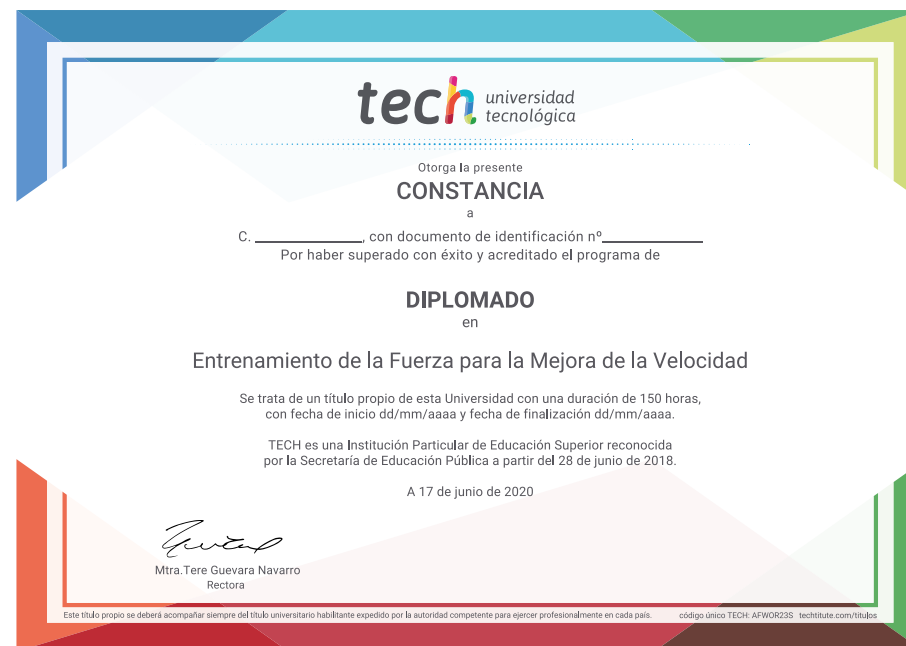 tech universidad
tecnológica
Otorga la presente
CONSTANCIA
a
C. ______________, con documento de identificación nº______________
Por haber superado con éxito y acreditado el programa de
DIPLOMADO
en
Entrenamiento de la Fuerza para la Mejora de la Velocidad
Se trata de un título propio de esta Universidad con una duración de 150 horas,
con fecha de inicio dd/mm/aaaa y fecha de finalización dd/mm/aaaa.
TECH es una Institución Particular de Educación Superior reconocida
por la Secretaría de Educación Pública a partir del 28 de junio de 2018.
A 17 de junio de 2020
Mtra.Tere Guevara Navarro
Rectora
Este título propio se deberá acompañar siempre del título universitario habilitante expedido por la autoridad competente para ejercer profesionalmente en cada país. código único TECH: AFWOR23S techtitute.com/títulos